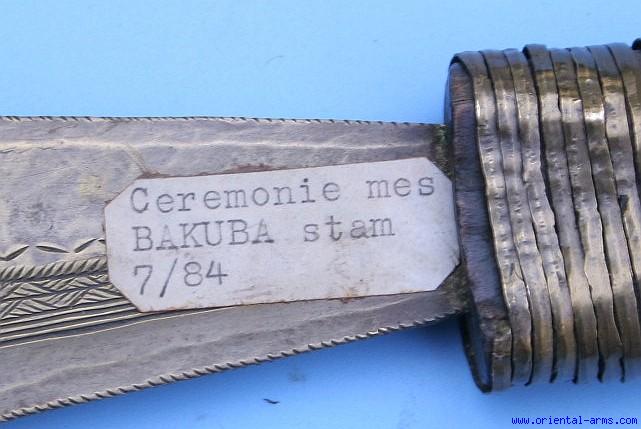 Ceremonie mes
BAKUBA stam
7/84
www.oriental-arms.com